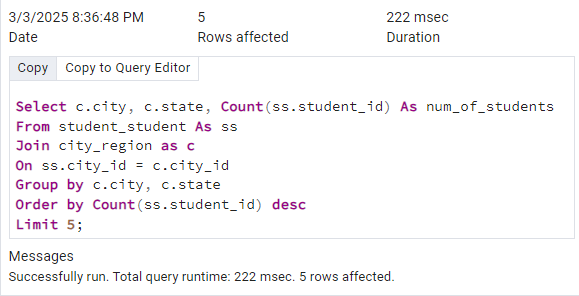 3/3/2025 8:36:48 PM 5 222 msec
Date Rows affected Duration
Copy Copy to Query Editor
Select c.city, c.state, Count(ss.student_id) As num_of_students
From student_student As ss
Join city_region as c
On ss.city_id = c.city_id
Group by c.city, c.state
Order by Count(ss.student_id) desc
Limit 5;
Messages
Successfully run. Total query runtime: 222 msec. 5 rows affected.